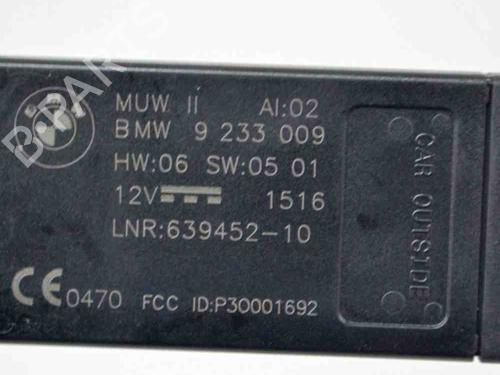 MUW II AI:02
BMW 9 233 009
HW:06 SW:05 01
12V 1516
LNR:639452-10
CE 0470 FCC ID:P30001692
CAR OUTSIDE
B-PARTS